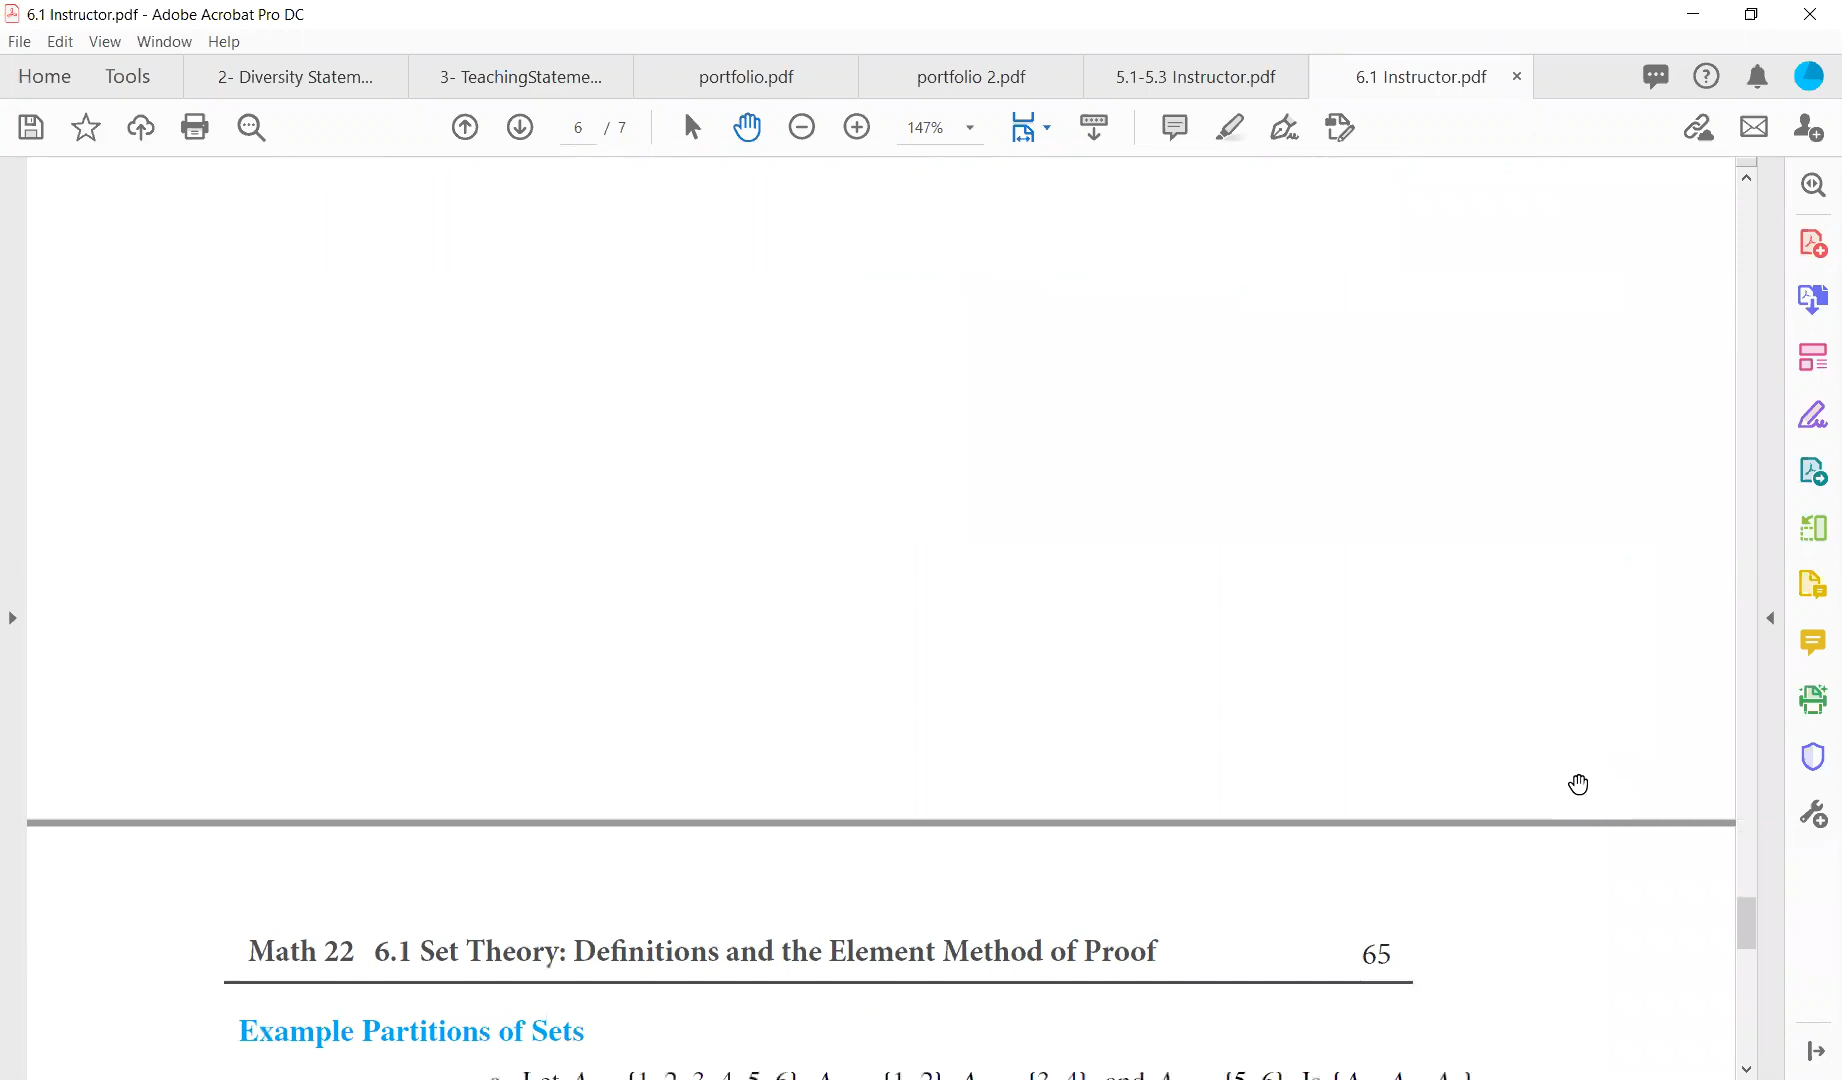 6.1 Instructor.pdf - Adobe Acrobat Pro DC
File Edit View Window Help
Home Tools 2- Diversity Statem... 3- TeachingStateme... portfolio.pdf portfolio 2.pdf 5.1-5.3 Instructor.pdf 6.1 Instructor.pdf
6 / 7 147%
Math 22 6.1 Set Theory: Definitions and the Element Method of Proof 65
Example Partitions of Sets